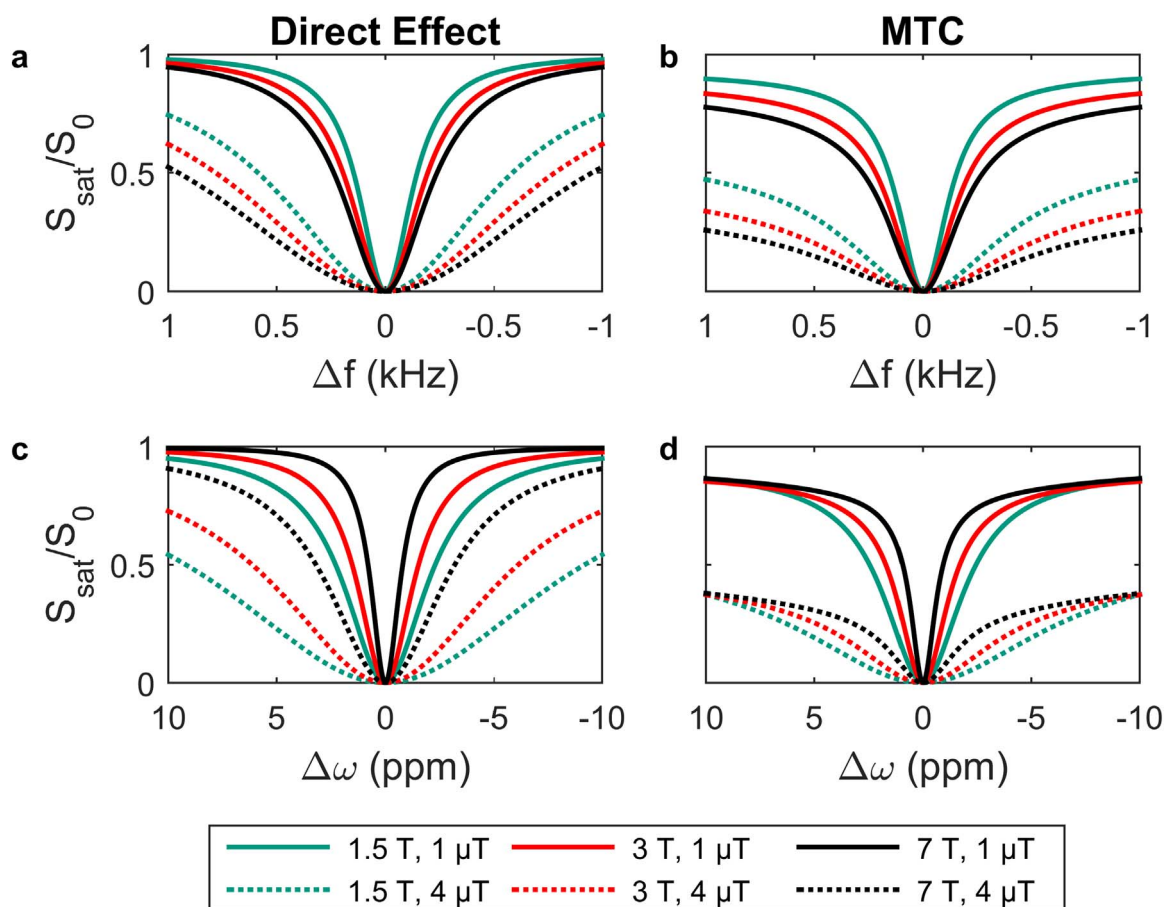 Direct Effect
MTC
a
b
1
0.5
0
S_sat/S_0
1 0.5 0 -0.5 -1
1 0.5 0 -0.5 -1
Δf (kHz)
Δf (kHz)
c
d
1
0.5
0
S_sat/S_0
10 5 0 -5 -10
10 5 0 -5 -10
Δω (ppm)
Δω (ppm)
1.5 T, 1 µT 3 T, 1 µT 7 T, 1 µT
1.5 T, 4 µT 3 T, 4 µT 7 T, 4 µT